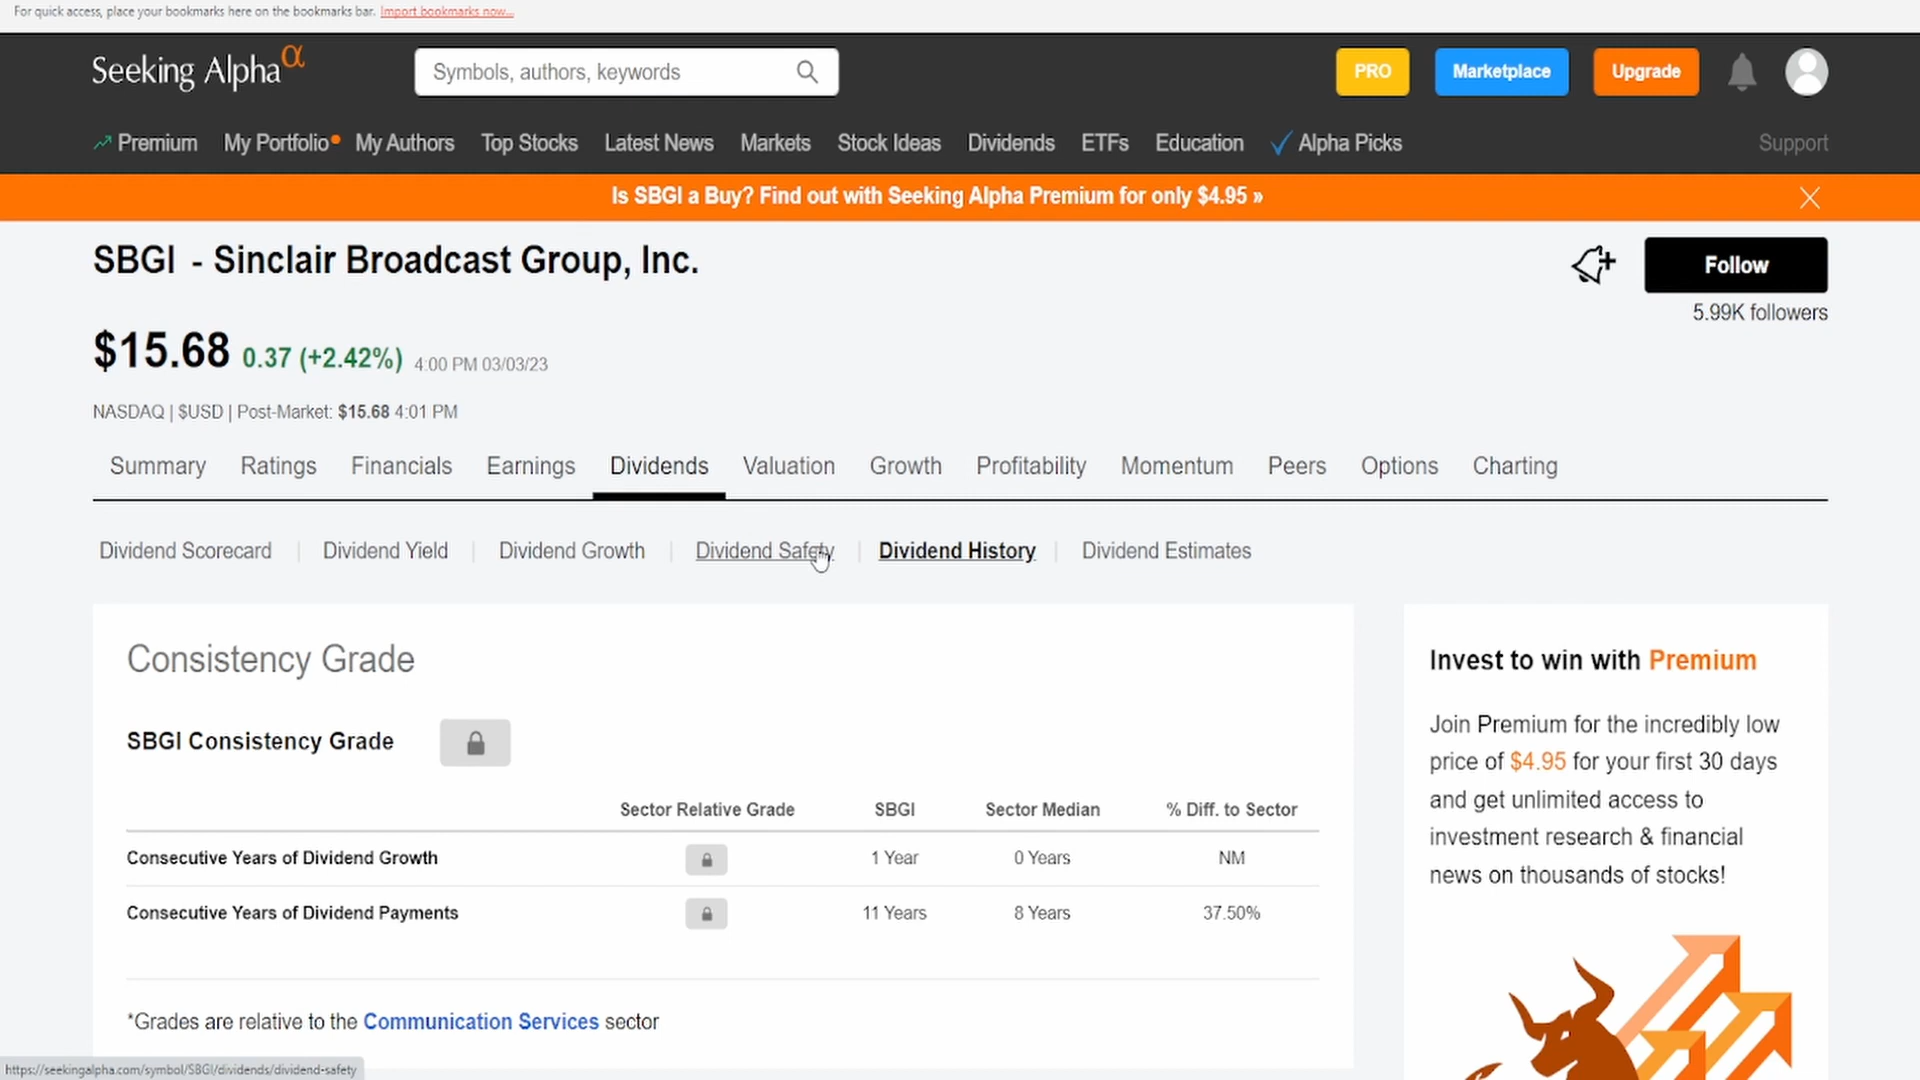 For quick access, place your bookmarks here on the bookmarks bar. Import bookmarks now...
Seeking Alpha α
Symbols, authors, keywords
PRO
Marketplace
Upgrade
Premium My Portfolio My Authors Top Stocks Latest News Markets Stock Ideas Dividends ETFs Education Alpha Picks Support
Is SBGI a Buy? Find out with Seeking Alpha Premium for only $4.95 »
SBGI - Sinclair Broadcast Group, Inc.
Follow
5.99K followers
$15.68 0.37 (+2.42%) 4:00 PM 03/03/23
NASDAQ | $USD | Post-Market: $15.68 4:01 PM
Summary Ratings Financials Earnings Dividends Valuation Growth Profitability Momentum Peers Options Charting
Dividend Scorecard | Dividend Yield | Dividend Growth | Dividend Safety | Dividend History | Dividend Estimates
Consistency Grade
SBGI Consistency Grade
Sector Relative Grade SBGI Sector Median % Diff. to Sector
Consecutive Years of Dividend Growth 1 Year 0 Years NM
Consecutive Years of Dividend Payments 11 Years 8 Years 37.50%
*Grades are relative to the Communication Services sector
Invest to win with Premium
Join Premium for the incredibly low
price of $4.95 for your first 30 days
and get unlimited access to
investment research & financial
news on thousands of stocks!
https://seekingalpha.com/symbol/SBGI/dividends/dividend-safety